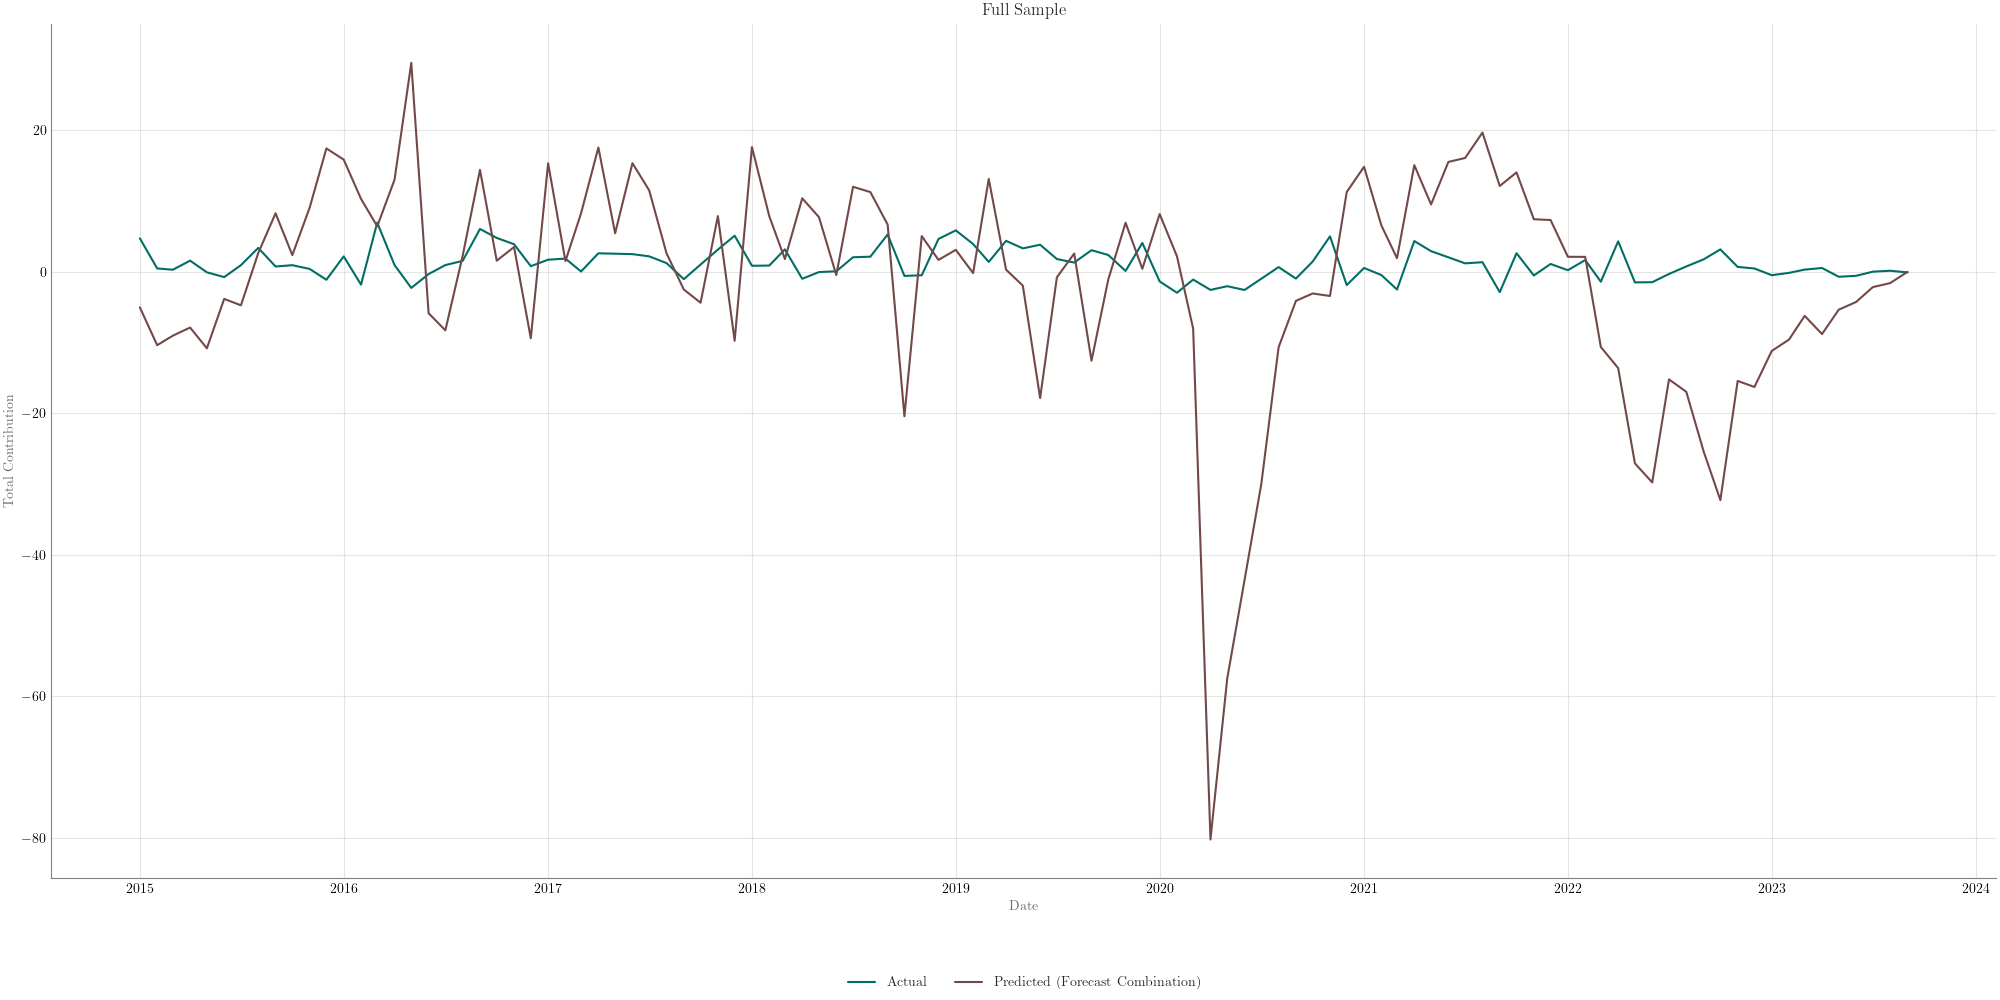 Full Sample
Total Contribution
20
0
−20
−40
−60
−80
2015 2016 2017 2018 2019 2020 2021 2022 2023 2024
Date
Actual Predicted (Forecast Combination)